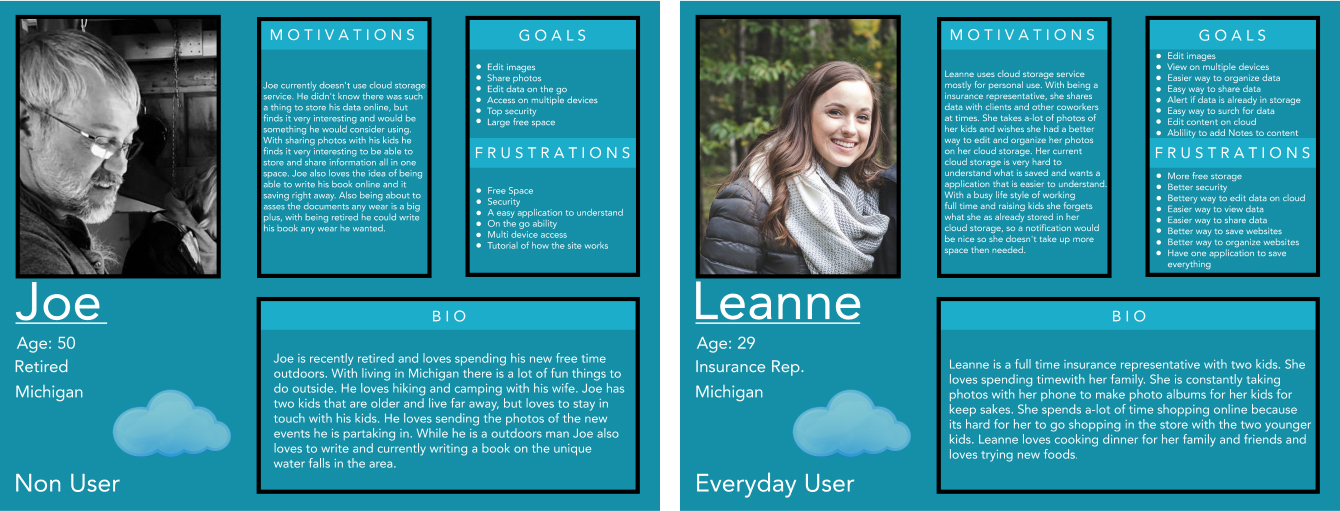 MOTIVATIONS
Joe currently doesn't use cloud storage
service. He didn't know there was such
a thing to store his data online, but
finds it very interesting and would be
something he would consider using.
With sharing photos with his kids he
finds it very interesting to be able to
store and share information all in one
space. Joe also loves the idea of being
able to write his book online and it
saving right away. Also being about to
asses the documents any wear is a big
plus, with being retired he could write
his book any wear he wanted.
GOALS
Edit images
Share photos
Edit data on the go
Access on multiple devices
Top security
Large free space
FRUSTRATIONS
Free Space
Security
A easy application to understand
On the go ability
Multi device access
Tutorial of how the site works
Joe
Age: 50
Retired
Michigan
Non User
BIO
Joe is recently retired and loves spending his new free time
outdoors. With living in Michigan there is a lot of fun things to
do outside. He loves hiking and camping with his wife. Joe has
two kids that are older and live far away, but loves to stay in
touch with his kids. He loves sending the photos of the new
events he is partaking in. While he is a outdoors man Joe also
loves to write and currently writing a book on the unique
water falls in the area.
MOTIVATIONS
Leanne uses cloud storage service
mostly for personal use. With being a
insurance representative, she shares
data with clients and other coworkers
at times. She takes a-lot of photos of
her kids and wishes she had a better
way to edit and organize her photos
on her cloud storage. Her current
cloud storage is very hard to
understand what is saved and wants a
application that is easier to understand.
With a busy life style of working
full time and raising kids she forgets
what she as already stored in her
cloud storage, so a notification would
be nice so she doesn't take up more
space then needed.
GOALS
Edit images
View on multiple devices
Easier way to organize data
Easy way to share data
Alert if data is already in storage
Easy way to surch for data
Edit content on cloud
Ablility to add Notes to content
FRUSTRATIONS
More free storage
Better security
Bettery way to edit data on cloud
Easier way to view data
Easier way to share data
Better way to save websites
Better way to organize websites
Have one application to save
everything
Leanne
Age: 29
Insurance Rep.
Michigan
Everyday User
BIO
Leanne is a full time insurance representative with two kids. She
loves spending timewith her family. She is constantly taking
photos with her phone to make photo albums for her kids for
keep sakes. She spends a-lot of time shopping online because
its hard for her to go shopping in the store with the two younger
kids. Leanne loves cooking dinner for her family and friends and
loves trying new foods.